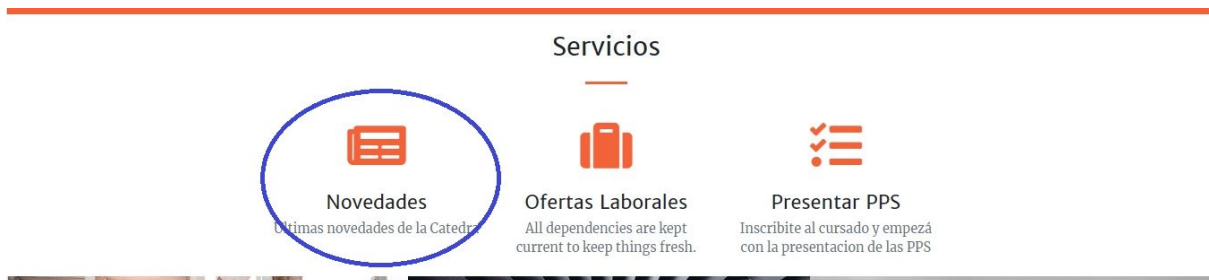 Servicios
Novedades
Ultimas novedades de la Catedra
Ofertas Laborales
All dependencies are kept
current to keep things fresh.
Presentar PPS
Inscribite al cursado y empezá
con la presentacion de las PPS